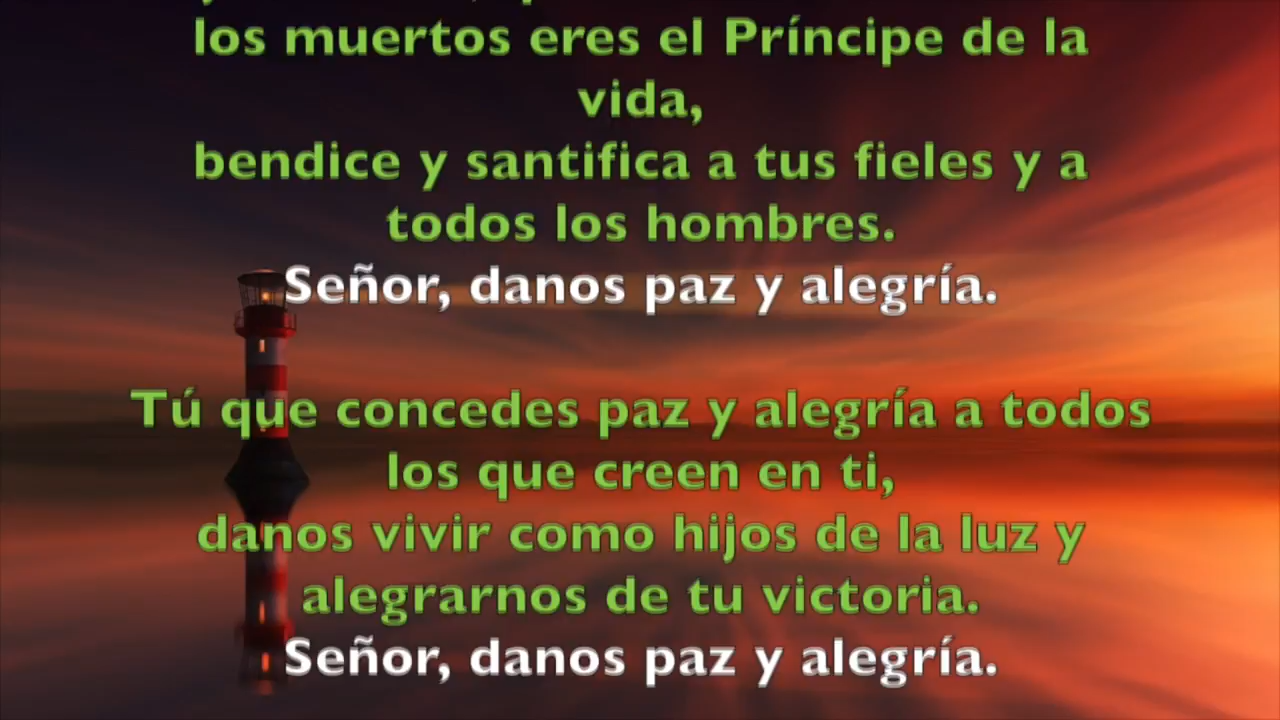 los muertos eres el Príncipe de la
vida,
bendice y santifica a tus fieles y a
todos los hombres.
Señor, danos paz y alegría.
Tú que concedes paz y alegría a todos
los que creen en ti,
danos vivir como hijos de la luz y
alegrarnos de tu victoria.
Señor, danos paz y alegría.